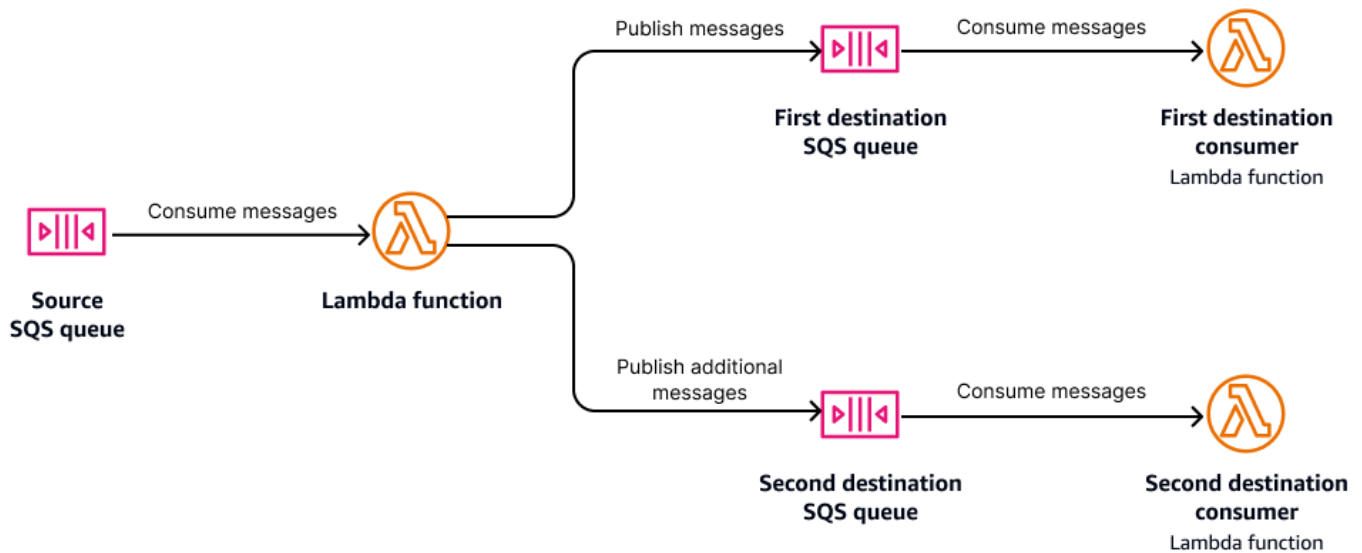 Publish messages
Consume messages
First destination
SQS queue
First destination
consumer
Lambda function
Consume messages
Source
SQS queue
Lambda function
Publish additional
messages
Consume messages
Second destination
SQS queue
Second destination
consumer
Lambda function